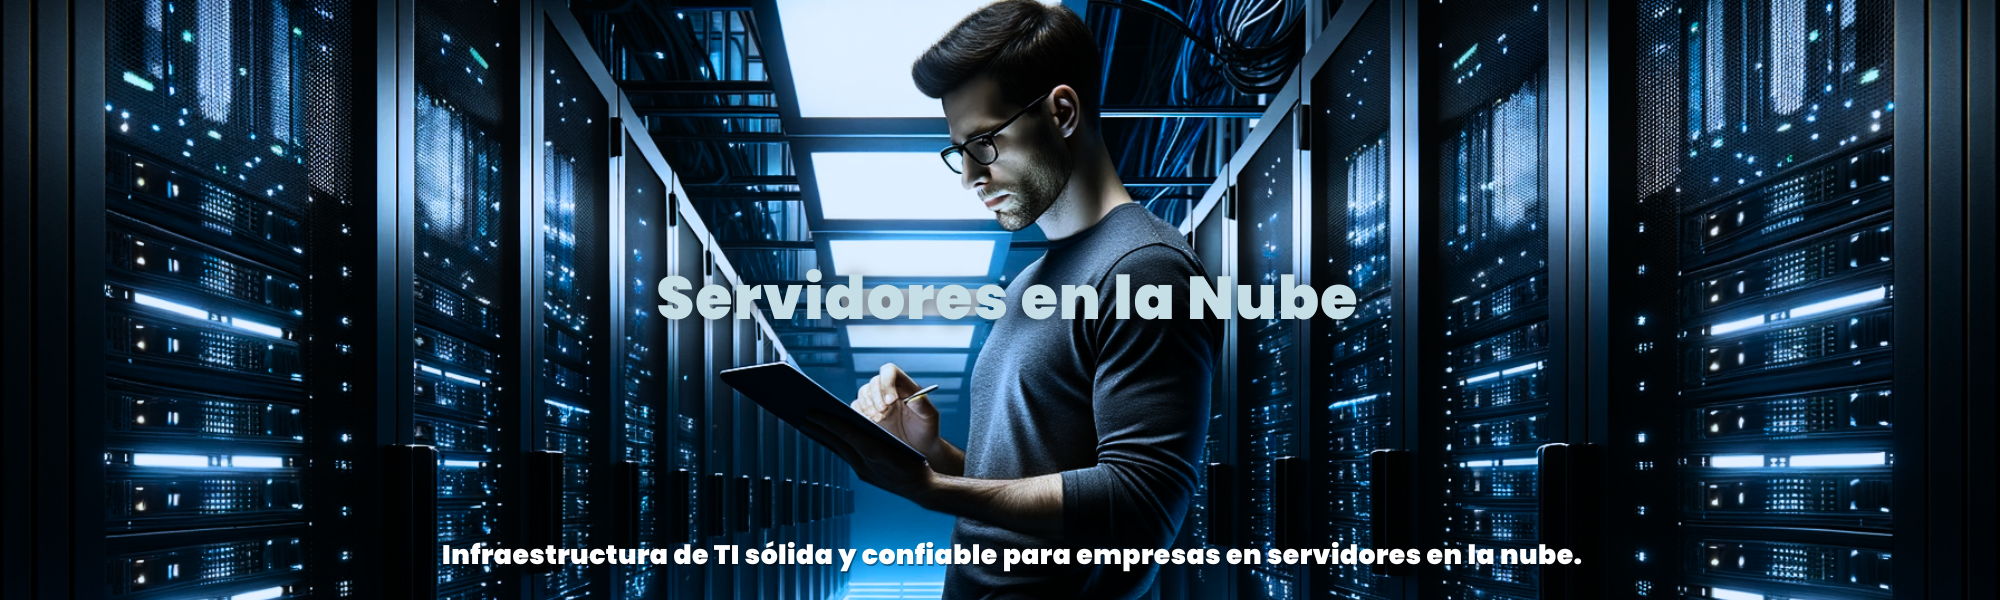 Servidores en la Nube
Infraestructura de TI sólida y confiable para empresas en servidores en la nube.